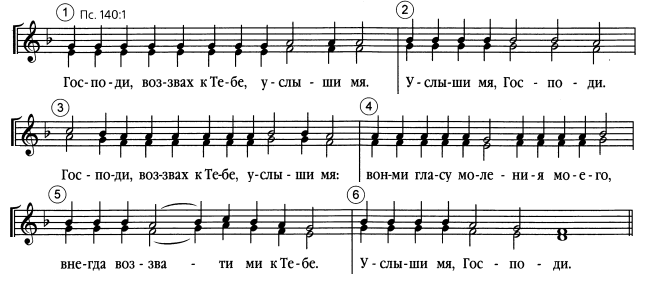 1 Пс. 140:1 2
Гос-по-ди, воз-звах к Те-бе, у-слы-ши мя. У-слы-ши мя, Гос-по-ди.
3 4
Гос-по-ди, воз-звах к Те-бе, у-слы-ши мя: вон-ми гла-су мо-ле-ни-я мо-е-го,
5 6
вне-гда воз-зва-ти ми к Те-бе. У-слы-ши мя, Гос-по-ди.